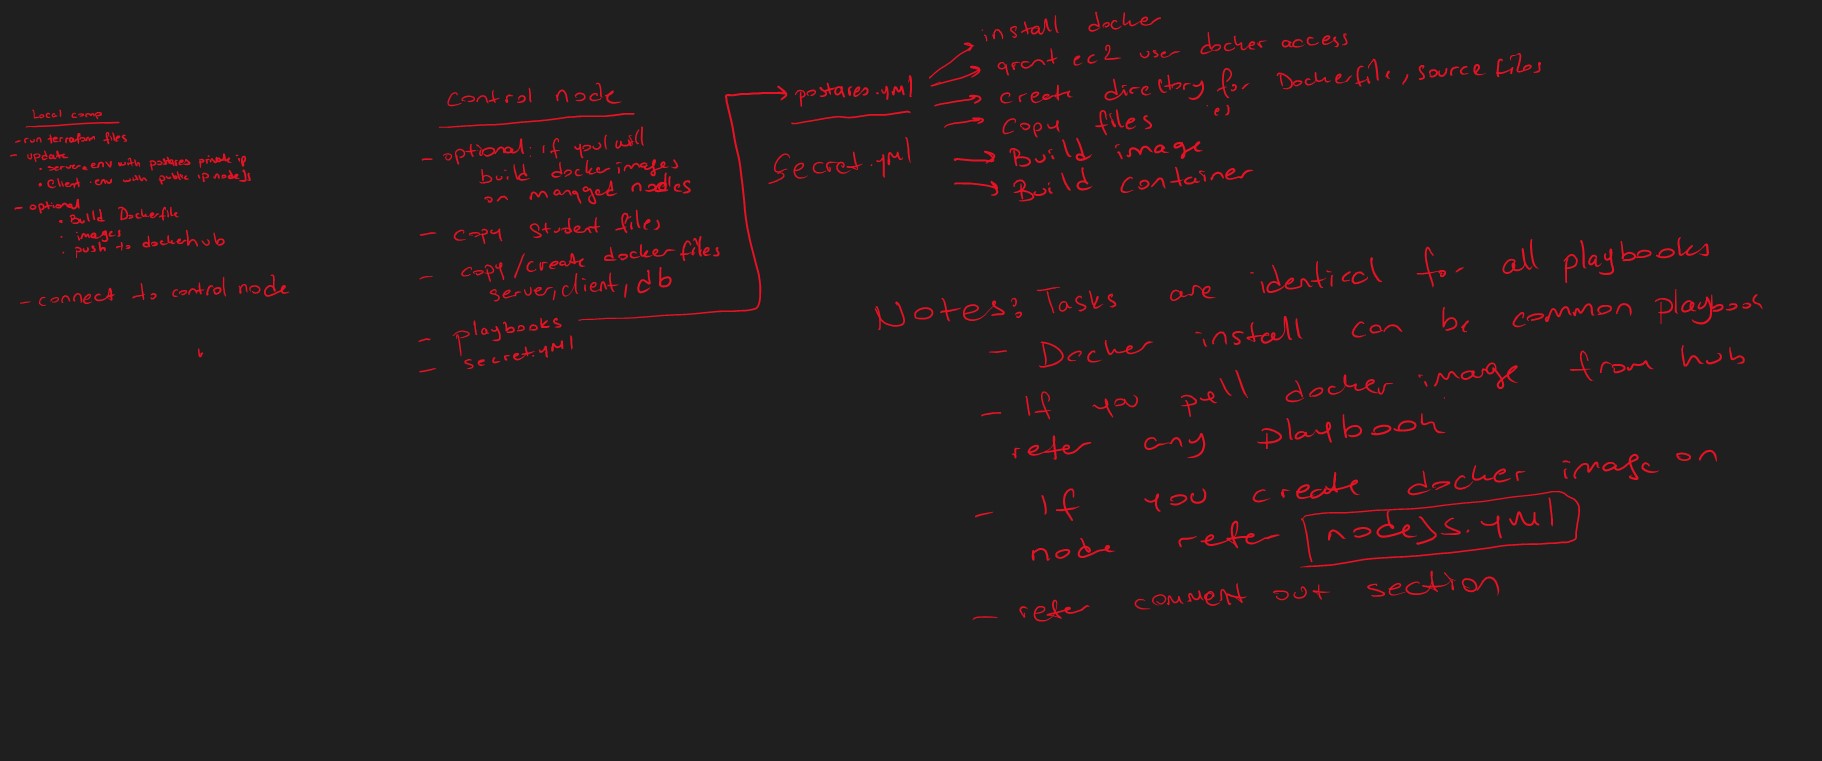 Local comp
- run terraform files
- update
• server .env with postgres private ip
• Client .env with public ip nodejs
- optional
• Build Dockerfile
• images
• push to dockerhub
- connect to control node
Control node
- optional: if you will
build docker images
on managed nodes
- copy student files
- copy/create docker files
server, client, db
- playbooks
- secret.yml
postgres.yml
Secret.yml
install docker
grant ec2 user docker access
create directory for Dockerfile, source files
ies
Copy files
Build image
Build container
Notes: Tasks are identical for all playbooks
- Docker install can be common playbook
- If you pull docker image from hub
refer any playbook
- If you create docker image on
node refer nodejs.yml
- refer comment out section